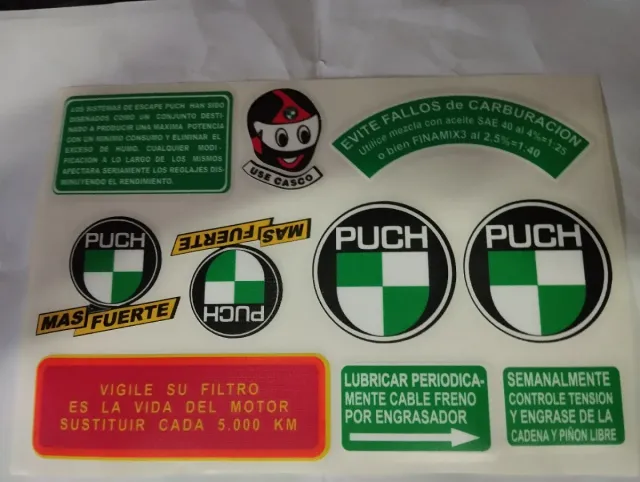 LOS SISTEMAS DE ESCAPE PUCH HAN SIDO
DISEÑADOS COMO UN CONJUNTO DESTI-
NADO A PRODUCIR UNA MAXIMA POTENCIA
CON UN MINIMO CONSUMO Y ELIMINAR EL
EXCESO DE HUMO. CUALQUIER MODI-
FICACION A LO LARGO DE LOS MISMOS
AFECTARA SERIAMENTE LOS REGLAJES DIS-
MINUYENDO EL RENDIMIENTO.
USE CASCO
EVITE FALLOS de CARBURACION
Utilice mezcla con aceite SAE 40 al 4%=1.25
o bien FINAMIX3 al 2.5%=1.40
PUCH
MAS FUERTE
MAS FUERTE
PUCH
PUCH
PUCH
VIGILE SU FILTRO
ES LA VIDA DEL MOTOR
SUSTITUIR CADA 5.000 KM
LUBRICAR PERIODICA-
MENTE CABLE FRENO
POR ENGRASADOR
SEMANALMENTE
CONTROLE TENSION
Y ENGRASE DE LA
CADENA Y PIÑON LIBRE